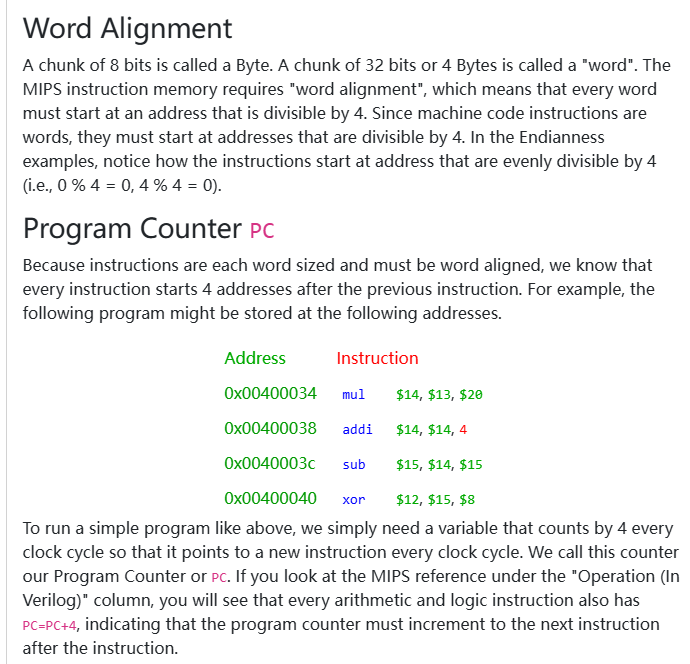 Word Alignment
A chunk of 8 bits is called a Byte. A chunk of 32 bits or 4 Bytes is called a "word". The
MIPS instruction memory requires "word alignment", which means that every word
must start at an address that is divisible by 4. Since machine code instructions are
words, they must start at addresses that are divisible by 4. In the Endianness
examples, notice how the instructions start at address that are evenly divisible by 4
(i.e., 0 % 4 = 0, 4 % 4 = 0).
Program Counter PC
Because instructions are each word sized and must be word aligned, we know that
every instruction starts 4 addresses after the previous instruction. For example, the
following program might be stored at the following addresses.
Address Instruction
0x00400034 mul $14, $13, $20
0x00400038 addi $14, $14, 4
0x0040003c sub $15, $14, $15
0x00400040 xor $12, $15, $8
To run a simple program like above, we simply need a variable that counts by 4 every
clock cycle so that it points to a new instruction every clock cycle. We call this counter
our Program Counter or PC. If you look at the MIPS reference under the "Operation (In
Verilog)" column, you will see that every arithmetic and logic instruction also has
PC=PC+4, indicating that the program counter must increment to the next instruction
after the instruction.